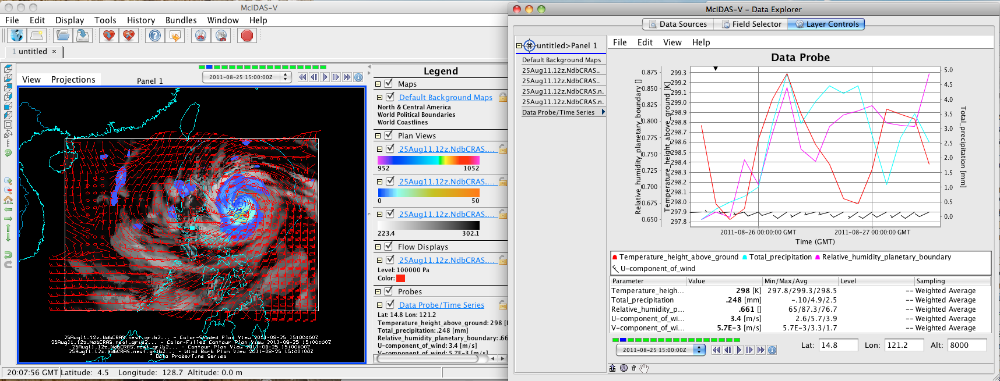 McIDAS-V
File Edit Display Tools History Bundles Window Help
1 untitled ×
View Projections
Panel 1
2011-08-25 15:00:00Z
25Aug11.12z.NdbCRAS.nest.grib2... - Color-Shaded Plan View 2011-08-25 15:00:00Z
25Aug11.12z.NdbCRAS.nest.grib2... - Color-Filled Contour Plan View 2011-08-25 15:00:00Z
25Aug11.12z.NdbCRAS.nest.grib2... - Contour Plan View 2011-08-25 15:00:00Z
25Aug11.12z.NdbCRAS.nest.grib2... - Wind Barb Plan View 2011-08-25 15:00:00Z
Data Probe/Time Series
Legend
Maps
Default Background Maps
North & Central America
World Political Boundaries
World Coastlines
Plan Views
25Aug11.12z.NdbCRAS....
952 1052
25Aug11.12z.NdbCRAS....
0 50
25Aug11.12z.NdbCRAS....
223.4 302.1
Flow Displays
25Aug11.12z.NdbCRAS....
Level: 100000 Pa
Color:
Probes
Data Probe/Time Series
Lat: 14.8 Lon: 121.2
Temperature_height_above_ground: 298 [
Total_precipitation: .248 [mm]
Relative_humidity_planetary_boundary: .66
U-component_of_wind: 3.4 [m/s]
V-component_of_wind: 5.7E-3 [m/s]
20:07:56 GMT Latitude: 4.5 Longitude: 128.7 Altitude: 0.0 m
McIDAS-V - Data Explorer
Data Sources Field Selector Layer Controls
untitled>Panel 1
Default Background Maps
25Aug11.12z.NdbCRAS..
25Aug11.12z.NdbCRAS..
25Aug11.12z.NdbCRAS.n.
25Aug11.12z.NdbCRAS.n.
Data Probe/Time Series
File Edit View Help
Data Probe
Relative_humidity_planetary_boundary []
0.875
0.850
0.825
0.800
0.775
0.750
0.725
0.700
0.675
0.650
Temperature_height_above_ground [K]
299.3
299.2
299.1
299.0
298.9
298.8
298.7
298.6
298.5
298.4
298.3
298.2
298.1
298.0
297.9
297.8
Total_precipitation [mm]
5.0
4.5
4.0
3.5
3.0
2.5
2.0
1.5
1.0
0.5
0.0
2011-08-26 00:00:00 GMT 2011-08-27 00:00:00 GMT
Time (GMT)
Temperature_height_above_ground Total_precipitation Relative_humidity_planetary_boundary
U-component_of_wind
Parameter Value Min/Max/Avg Level Sampling
Temperature_heigh... 298 [K] 297.8/299.3/298.5 -- Weighted Average
Total_precipitation .248 [mm] -.10/4.9/2.5 -- Weighted Average
Relative_humidity_p... .661 [] 65/87.3/76.7 -- Weighted Average
U-component_of_wi... 3.4 [m/s] 2.6/5.7/3.9 -- Weighted Average
V-component_of_wi... 5.7E-3 [m/s] 5.7E-3/3.3/1.7 -- Weighted Average
2011-08-25 15:00:00Z
Lat: 14.8 Lon: 121.2 Alt: 8000